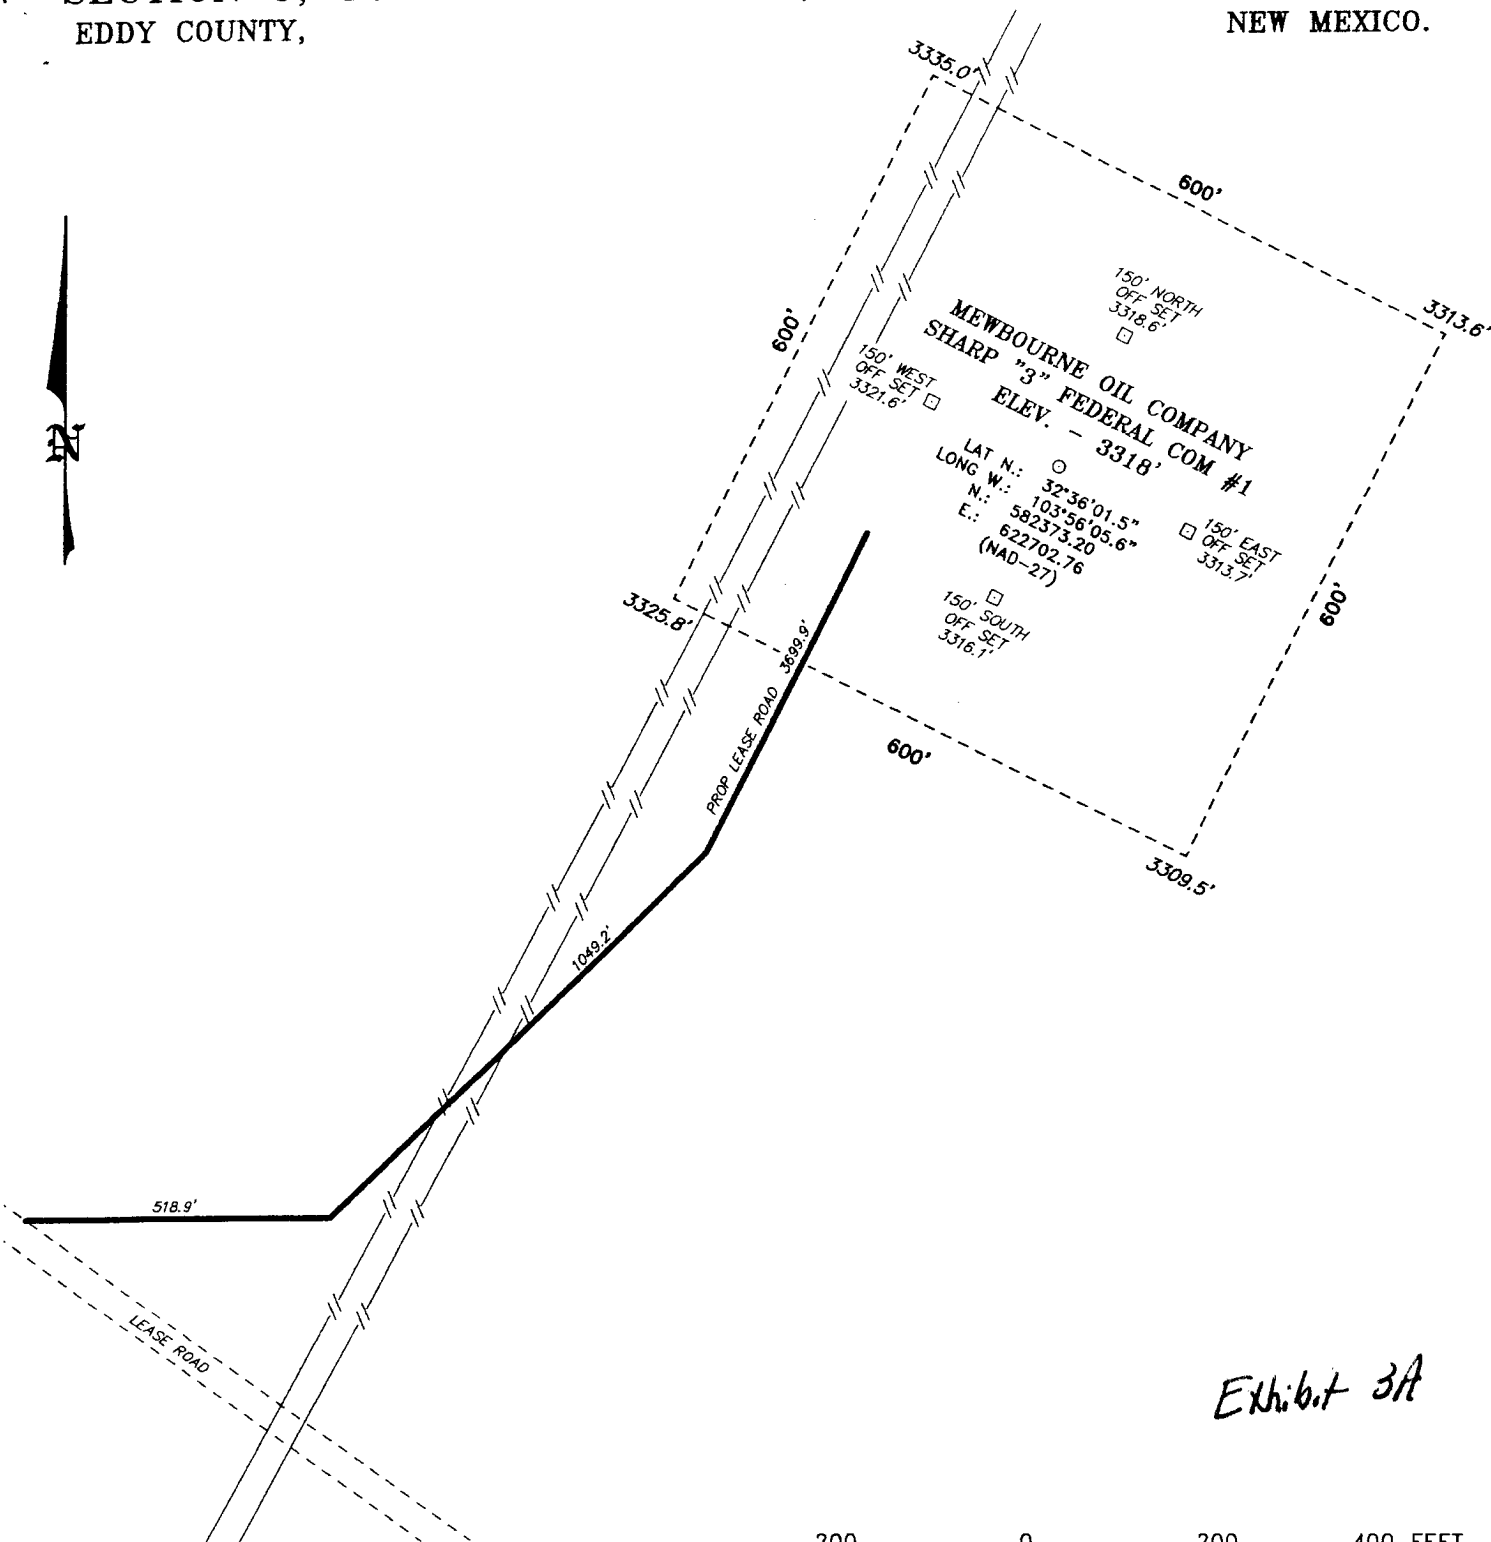 SECTION
EDDY COUNTY,
NEW MEXICO.
3335.0'
600'
3313.6'
150' NORTH
OFF SET
3318.6'
600'
MEWBOURNE OIL COMPANY
SHARP "3" FEDERAL COM #1
ELEV. - 3318'
150' WEST
OFF SET
3321.6'
LAT N.: 32°36'01.5"
LONG W.: 103°56'05.6"
N.: 582373.20
E.: 622702.76
(NAD-27)
150' EAST
OFF SET
3313.7'
150' SOUTH
OFF SET
3316.1'
600'
3325.8'
PROP LEASE ROAD 3699.9'
600'
3309.5'
1049.2'
518.9'
LEASE ROAD
Exhibit 3A
200 0 200 400 FEET